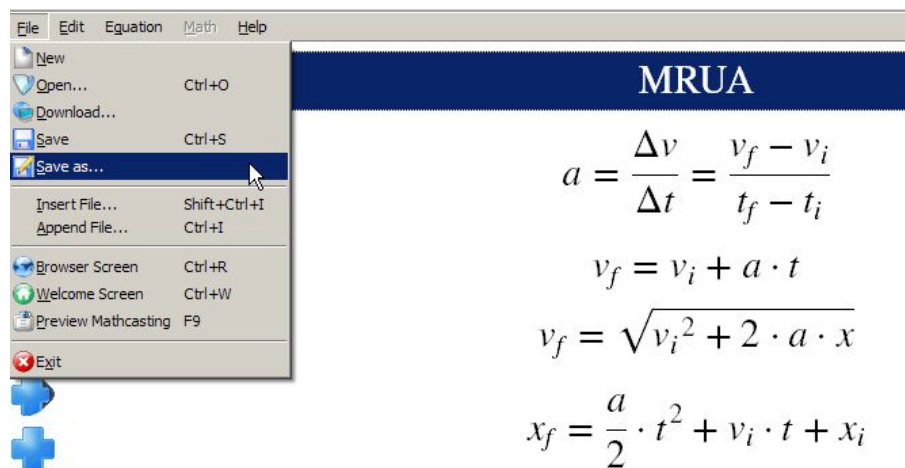 File Edit Equation Math Help
New
Open... Ctrl+O
Download...
Save Ctrl+S
Save as...
Insert File... Shift+Ctrl+I
Append File... Ctrl+I
Browser Screen Ctrl+R
Welcome Screen Ctrl+W
Preview Mathcasting F9
Exit
MRUA
a = Δv/Δt = (v_f − v_i)/(t_f − t_i)
v_f = v_i + a · t
v_f = √(v_i² + 2 · a · x)
x_f = a/2 · t² + v_i · t + x_i